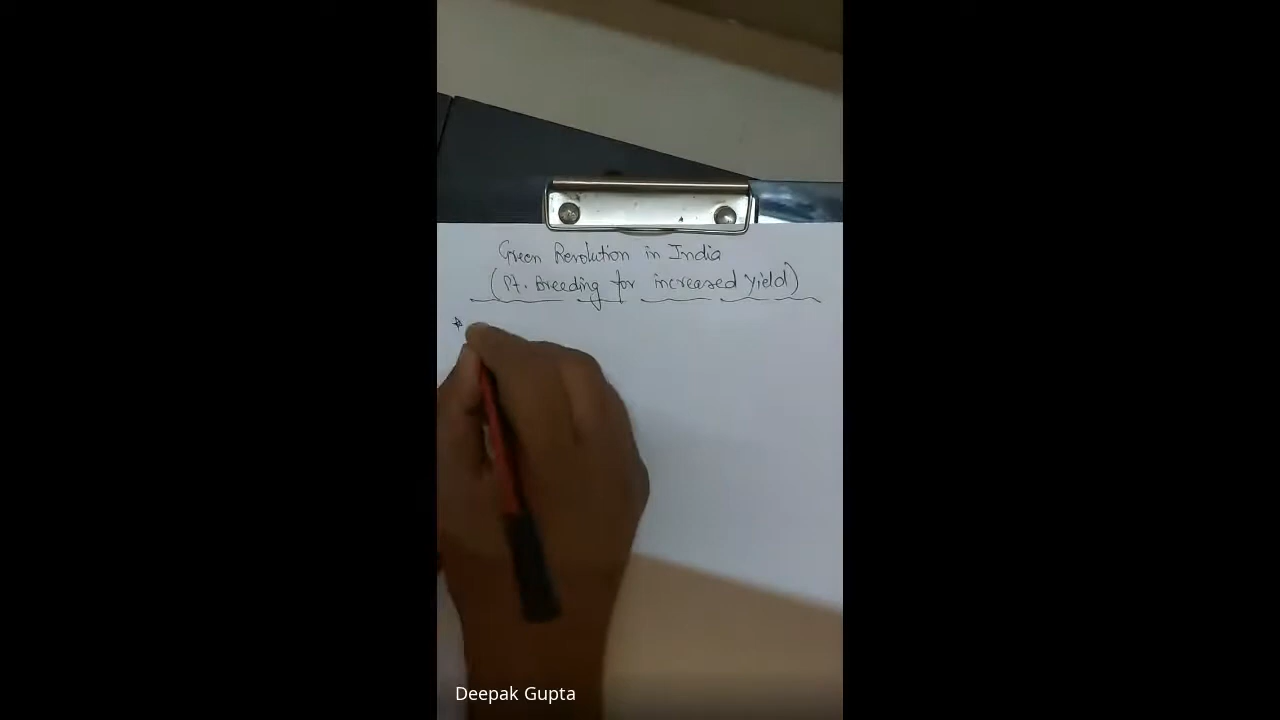 Green Revolution in India
(Pt. Breeding for increased yield)
Deepak Gupta